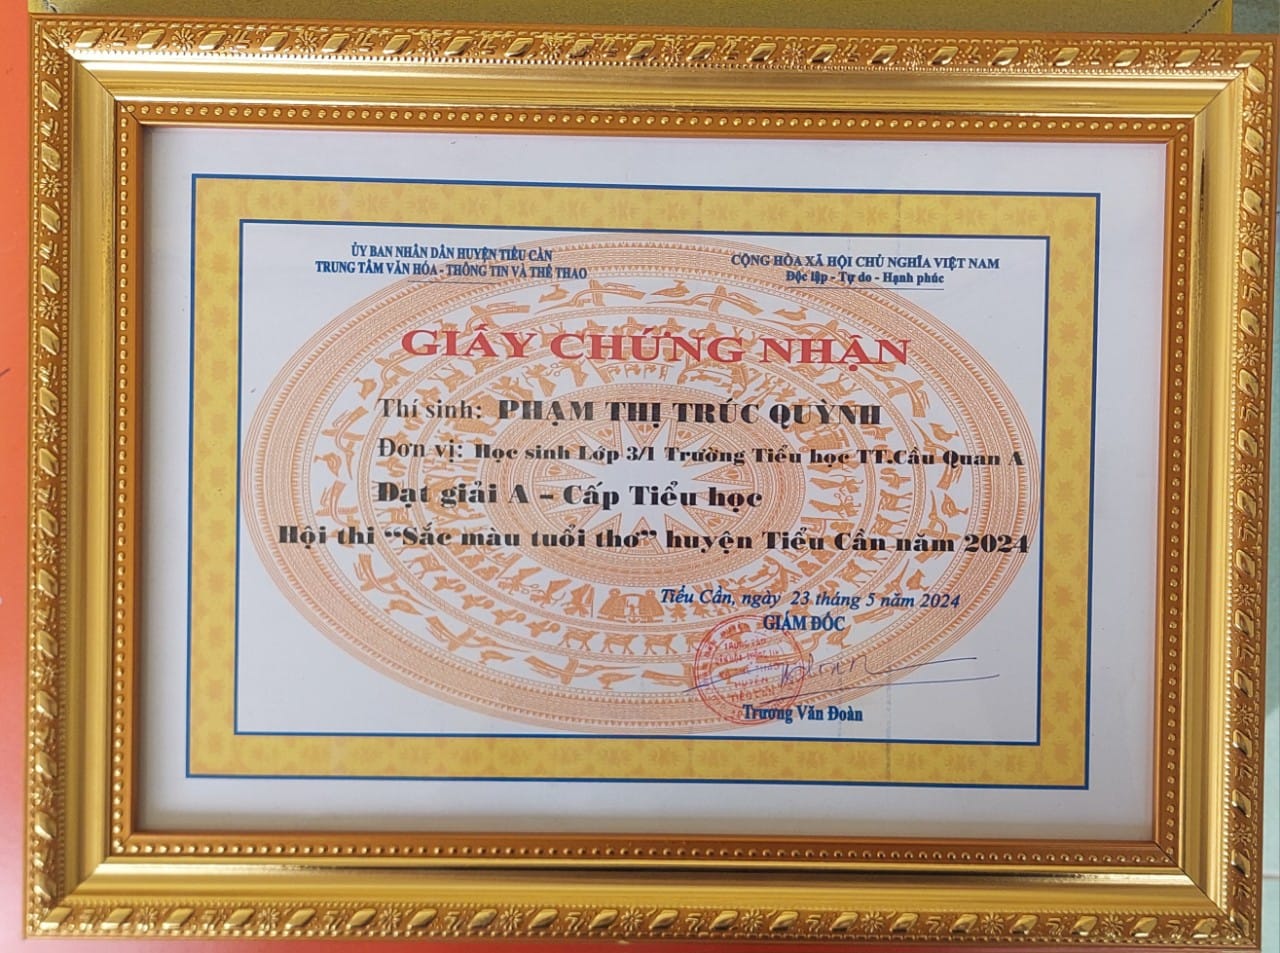 ỦY BAN NHÂN DÂN HUYỆN TIỂU CẦN
TRUNG TÂM VĂN HÓA - THÔNG TIN VÀ THỂ THAO
CỘNG HÒA XÃ HỘI CHỦ NGHĨA VIỆT NAM
Độc lập - Tự do - Hạnh phúc
GIẤY CHỨNG NHẬN
Thí sinh: PHẠM THỊ TRÚC QUỲNH
Đơn vị: Học sinh Lớp 3/1 Trường Tiểu học TT.Cầu Quan A
Đạt giải A – Cấp Tiểu học
Hội thi “Sắc màu tuổi thơ” huyện Tiểu Cần năm 2024
Tiểu Cần, ngày 23 tháng 5 năm 2024
GIÁM ĐỐC
Trương Văn Đoàn